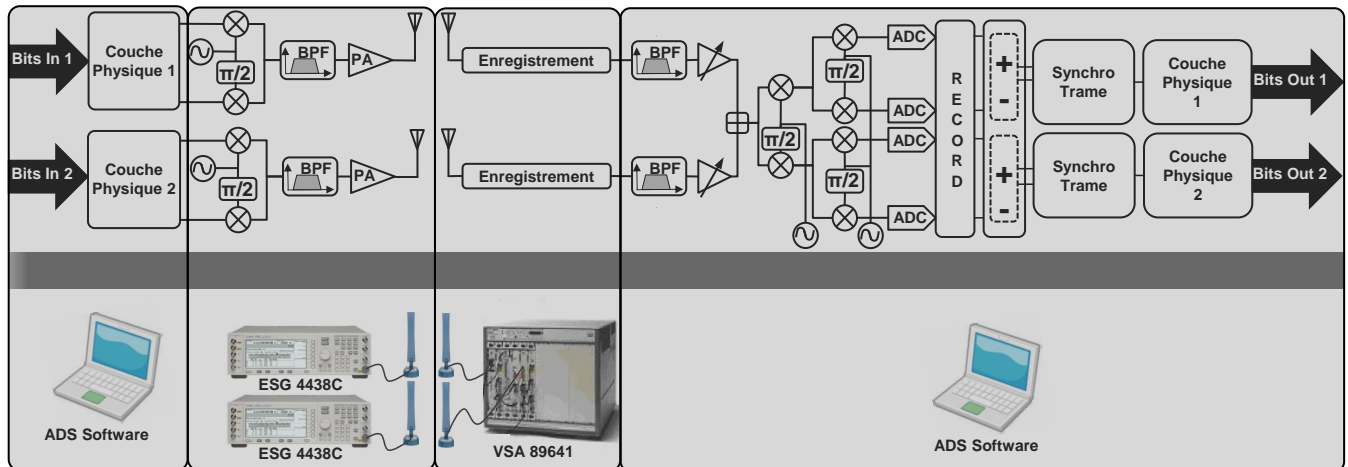 Bits In 1
Couche
Physique 1
π/2
BPF
PA
Enregistrement
BPF
π/2
π/2
ADC
ADC
R
E
C
O
R
D
+
-
Synchro
Trame
Couche
Physique
1
Bits Out 1
Bits In 2
Couche
Physique 2
π/2
BPF
PA
Enregistrement
BPF
π/2
ADC
ADC
+
-
Synchro
Trame
Couche
Physique
2
Bits Out 2
ADS Software
ESG 4438C
ESG 4438C
VSA 89641
ADS Software